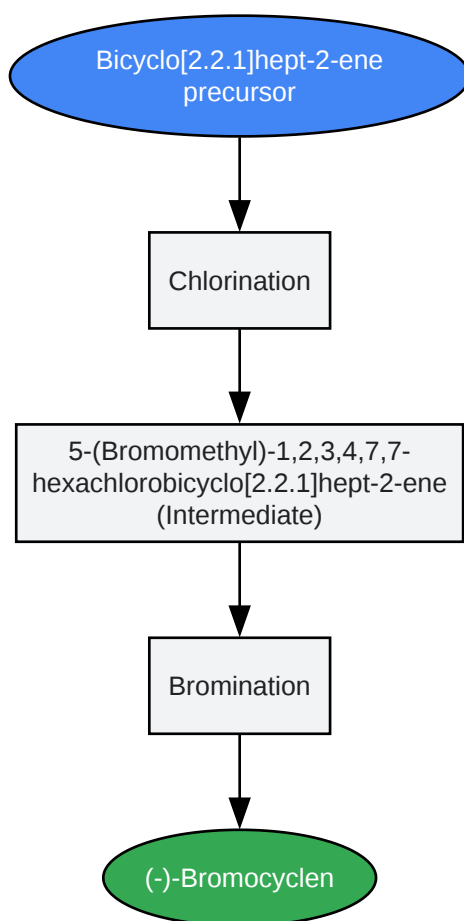 Bicyclo[2.2.1]hept-2-ene
precursor
Chlorination
5-(Bromomethyl)-1,2,3,4,7,7-
hexachlorobicyclo[2.2.1]hept-2-ene
(Intermediate)
Bromination
(-)-Bromocyclen